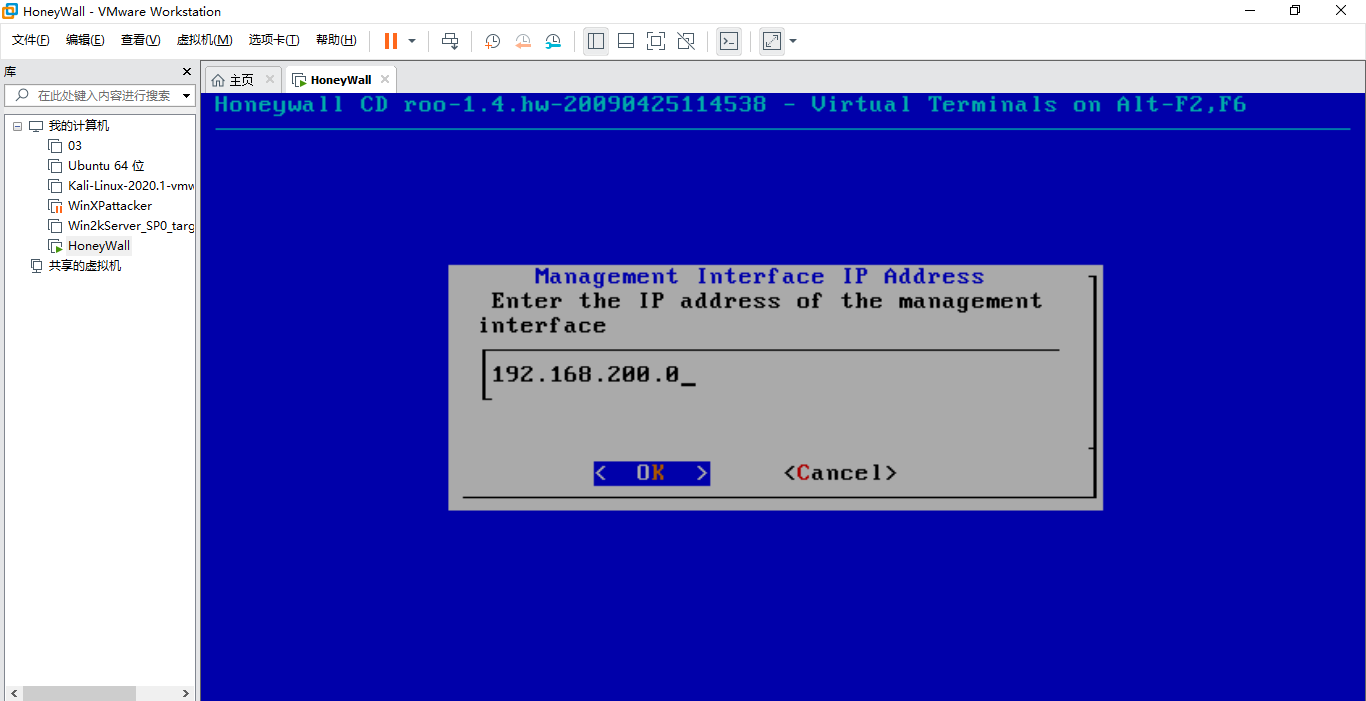 HoneyWall - VMware Workstation
文件(F) 编辑(E) 查看(V) 虚拟机(M) 选项卡(T) 帮助(H)
库
在此处键入内容进行搜索
我的计算机
03
Ubuntu 64 位
Kali-Linux-2020.1-vmw
WinXPattacker
Win2kServer_SP0_targ
HoneyWall
共享的虚拟机
主页 HoneyWall
Honeywall CD roo-1.4.hw-20090425114538 - Virtual Terminals on Alt-F2,F6
Management Interface IP Address
Enter the IP address of the management
interface
192.168.200.0_
< OK > <Cancel>